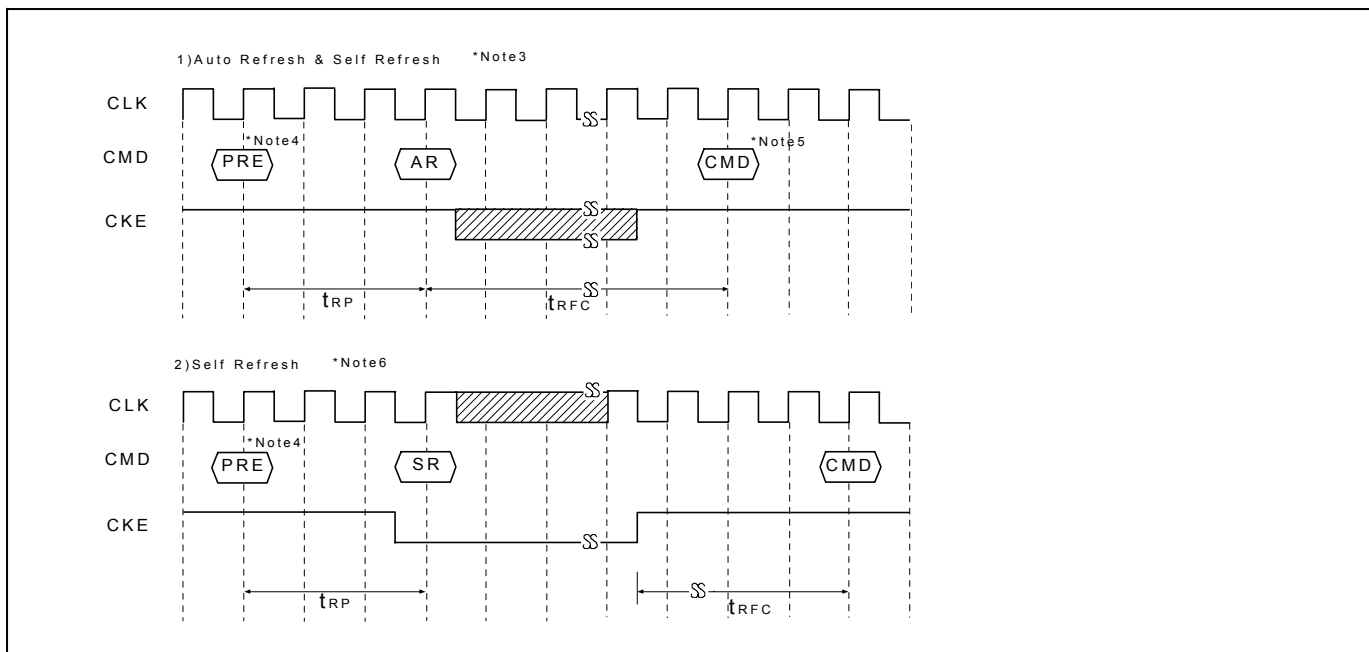 1)Auto Refresh & Self Refresh *Note3
CLK
CMD PRE *Note4 AR CMD *Note5
CKE
tRP tRFC
2)Self Refresh *Note6
CLK
CMD PRE *Note4 SR CMD
CKE
tRP tRFC